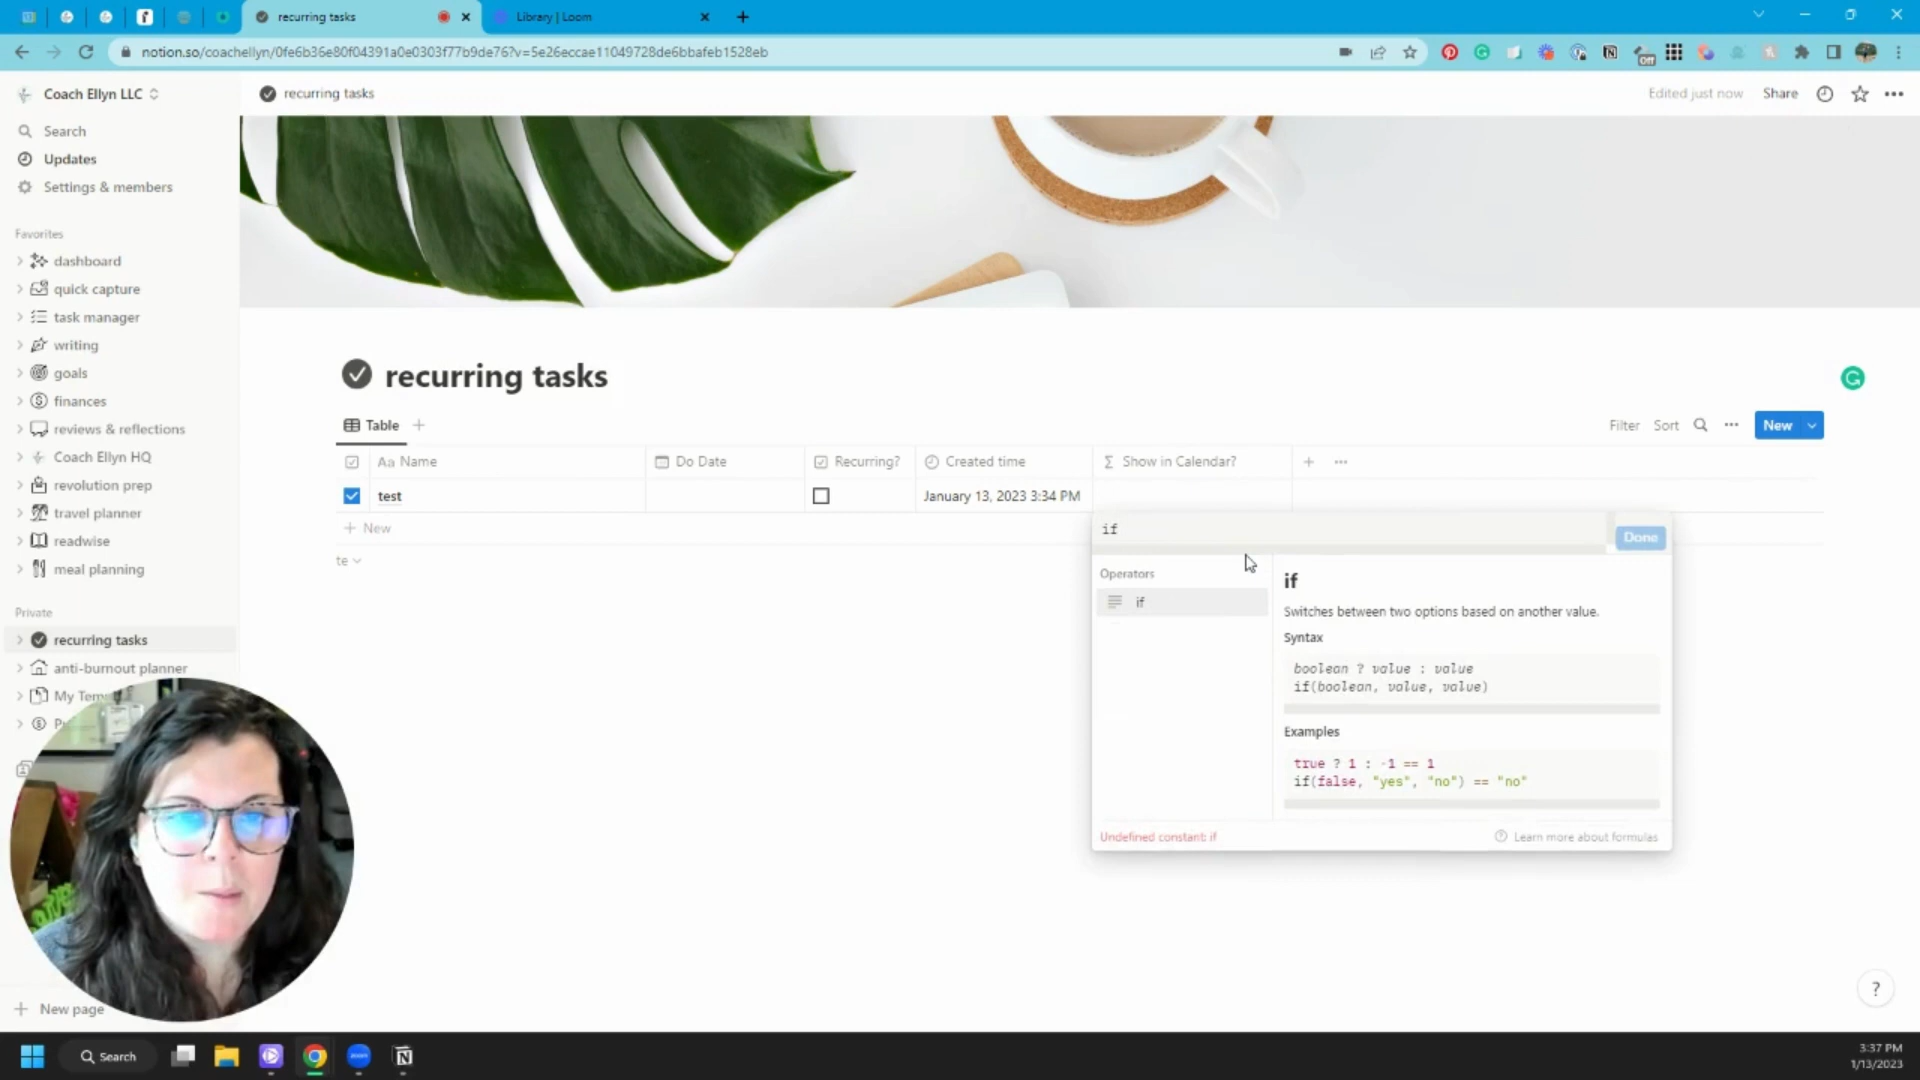 recurring tasks
Library | Loom
notion.so/coachellyn/0fe6b36e80f04391a0e0303f77b9de76?v=5e26eccae11049728de6bbafeb1528eb
Off
Coach Ellyn LLC
recurring tasks
Edited just now
Share
Search
Updates
Settings & members
Favorites
dashboard
quick capture
task manager
writing
goals
finances
reviews & reflections
Coach Ellyn HQ
revolution prep
travel planner
readwise
meal planning
Private
recurring tasks
anti-burnout planner
My Tem
New page
recurring tasks
Table
Filter
Sort
New
Aa Name
Do Date
Recurring?
Created time
Σ Show in Calendar?
test
January 13, 2023 3:34 PM
+ New
te
if
Done
Operators
if
if
Switches between two options based on another value.
Syntax
boolean ? value : value
if(boolean, value, value)
Examples
true ? 1 : -1 == 1
if(false, "yes", "no") == "no"
Undefined constant: if
Learn more about formulas
?
Search
zoom
3:37 PM
1/13/2023